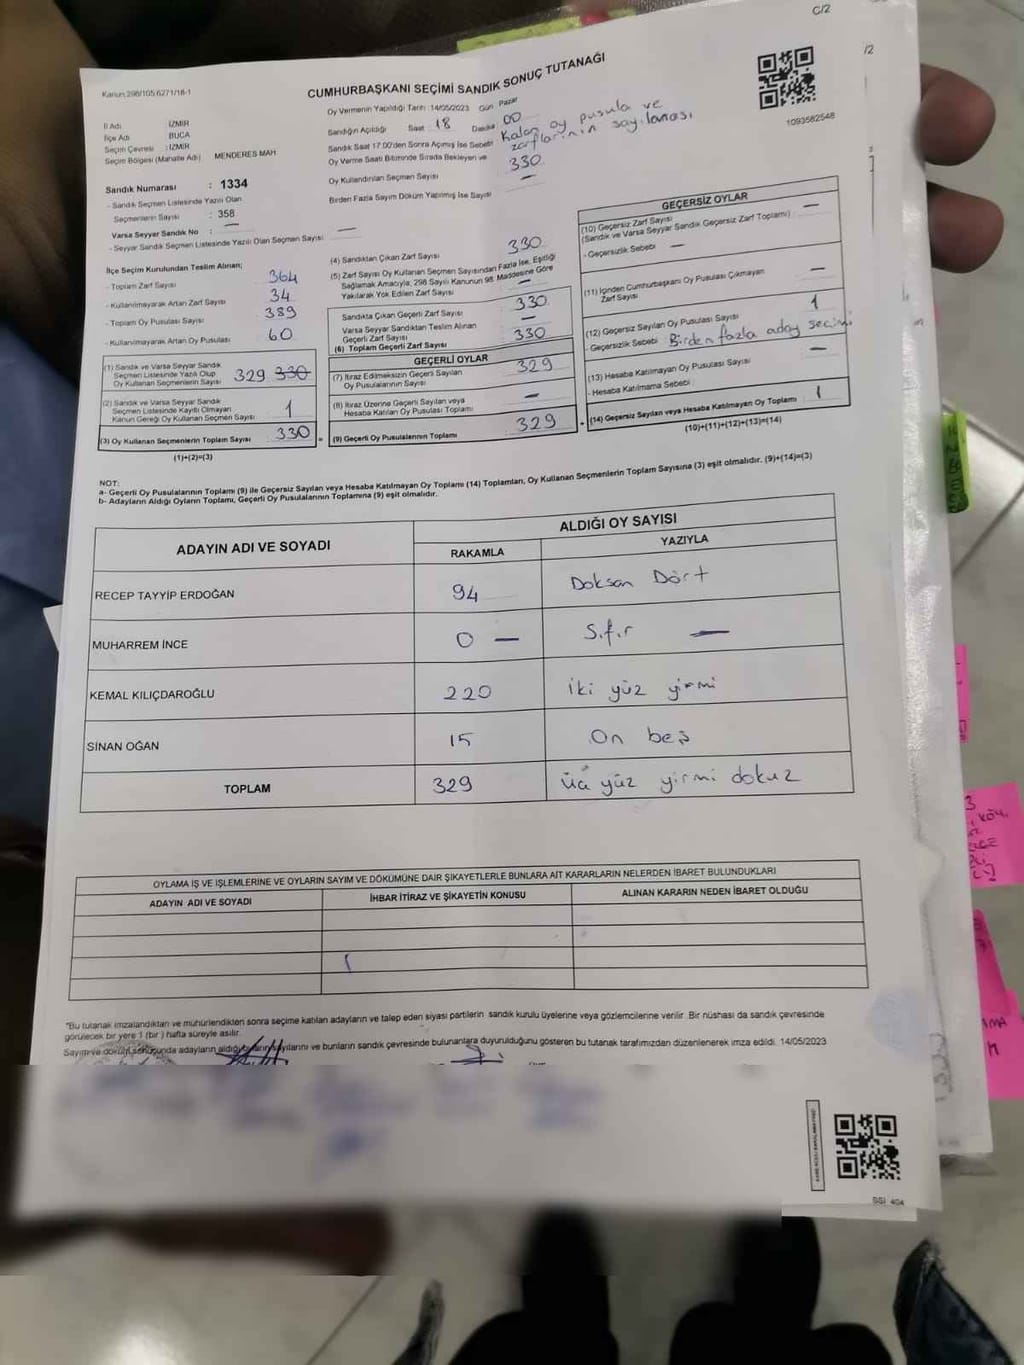 C/2
/2
Kanun:298/105;6271/18-1
CUMHURBAŞKANI SEÇİMİ SANDIK SONUÇ TUTANAĞI
1093582548
İl Adı : İZMİR
İlçe Adı : BUCA
Seçim Çevresi : İZMİR
Seçim Bölgesi (Mahalle Adı) : MENDERES MAH.
Sandık Numarası : 1334
- Sandık Seçmen Listesinde Yazılı Olan
Seçmenlerin Sayısı : 358
Varsa Seyyar Sandık No : —
- Seyyar Sandık Seçmen Listesinde Yazılı Olan Seçmen Sayısı: —
Oy Vermenin Yapıldığı Tarih: 14/05/2023 Gün Pazar
Sandığın Açıldığı Saat 18 Dakika 00
Sandık Saat 17.00'den Sonra Açımış İse Sebebi Kalan oy pusula ve zarflarının sayılması
Oy Verme Saati Bitiminde Sırada Bekleyen ve
Oy Kullandırılan Seçmen Sayısı 330
Birden Fazla Sayım Döküm Yapılmış İse Sayısı —
İlçe Seçim Kurulundan Teslim Alınan;
- Toplam Zarf Sayısı 364
- Kullanılmayarak Artan Zarf Sayısı 34
- Toplam Oy Pusulası Sayısı 389
- Kullanılmayarak Artan Oy Pusulası 60
(1) Sandık ve Varsa Seyyar Sandık
Seçmen Listesinde Yazılı Olup
Oy Kullanan Seçmenlerin Sayısı 329 330
(2) Sandık ve Varsa Seyyar Sandık
Seçmen Listesinde Kaydı Olmayan
Kanun Gereği Oy Kullanan Seçmen Sayısı 1
(3) Oy Kullanan Seçmenlerin Toplam Sayısı 330
(1)+(2)=(3)
(4) Sandıktan Çıkan Zarf Sayısı 330
(5) Zarf Sayısı Oy Kullanan Seçmen Sayısından Fazla İse, Eşitliği
Sağlamak Amacıyla; 298 Sayılı Kanunun 98. Maddesine Göre
Yakılarak Yok Edilen Zarf Sayısı —
Sandıkta Çıkan Geçerli Zarf Sayısı 330
Varsa Seyyar Sandıktan Teslim Alınan
Geçerli Zarf Sayısı —
(6) Toplam Geçerli Zarf Sayısı 330
GEÇERLİ OYLAR
(7) İtiraz Edilmeksizin Geçerli Sayılan
Oy Pusulalarının Sayısı 329
(8) İtiraz Üzerine Geçerli Sayılan veya
Hesaba Katılan Oy Pusulası Toplamı —
(9) Geçerli Oy Pusulalarının Toplamı 329
GEÇERSİZ OYLAR
(10) Geçersiz Zarf Sayısı
(Sandık ve Varsa Seyyar Sandık Geçersiz Zarf Toplamı) —
- Geçersizlik Sebebi —
(11) İçinden Cumhurbaşkanı Oy Pusulası Çıkmayan
Zarf Sayısı —
(12) Geçersiz Sayılan Oy Pusulası Sayısı 1
- Geçersizlik Sebebi Birden fazla aday seçimi
(13) Hesaba Katılmayan Oy Pusulası Sayısı —
- Hesaba Katılmama Sebebi
(14) Geçersiz Sayılan veya Hesaba Katılmayan Oy Toplamı 1
(10)+(11)+(12)+(13)=(14)
NOT:
a- Geçerli Oy Pusulalarının Toplamı (9) ile Geçersiz Sayılan veya Hesaba Katılmayan Oy Toplamı (14) Toplamları, Oy Kullanan Seçmenlerin Toplam Sayısına (3) eşit olmalıdır. (9)+(14)=(3)
b- Adayların Aldığı Oyların Toplamı, Geçerli Oy Pusulalarının Toplamına (9) eşit olmalıdır.
ADAYIN ADI VE SOYADI
ALDIĞI OY SAYISI
RAKAMLA YAZIYLA
RECEP TAYYİP ERDOĞAN 94 Doksan Dört
MUHARREM İNCE 0 — Sıfır —
KEMAL KILIÇDAROĞLU 220 iki yüz yirmi
SİNAN OĞAN 15 On beş
TOPLAM 329 üç yüz yirmi dokuz
OYLAMA İŞ VE İŞLEMLERİNE VE OYLARIN SAYIM VE DÖKÜMÜNE DAİR ŞİKAYETLERLE BUNLARA AİT KARARLARIN NELERDEN İBARET BULUNDUKLARI
ADAYIN ADI VE SOYADI İHBAR İTİRAZ VE ŞİKAYETİN KONUSU ALINAN KARARIN NEDEN İBARET OLDUĞU
*Bu tutanak imzalandıktan ve mühürlendikten sonra seçime katılan adayların ve talep eden siyasi partilerin sandık kurulu üyelerine veya gözlemcilerine verilir. Bir nüshası da sandık çevresinde
görülecek bir yere 1 (bir) hafta süreyle asılır.
Sayım ve döküm sonucunda adayların aldığı oyların sayılarını ve bunların sandık çevresinde bulunanlara duyurulduğunu gösteren bu tutanak tarafımızdan düzenlenerek imza edildi. 14/05/2023
SSİ 404